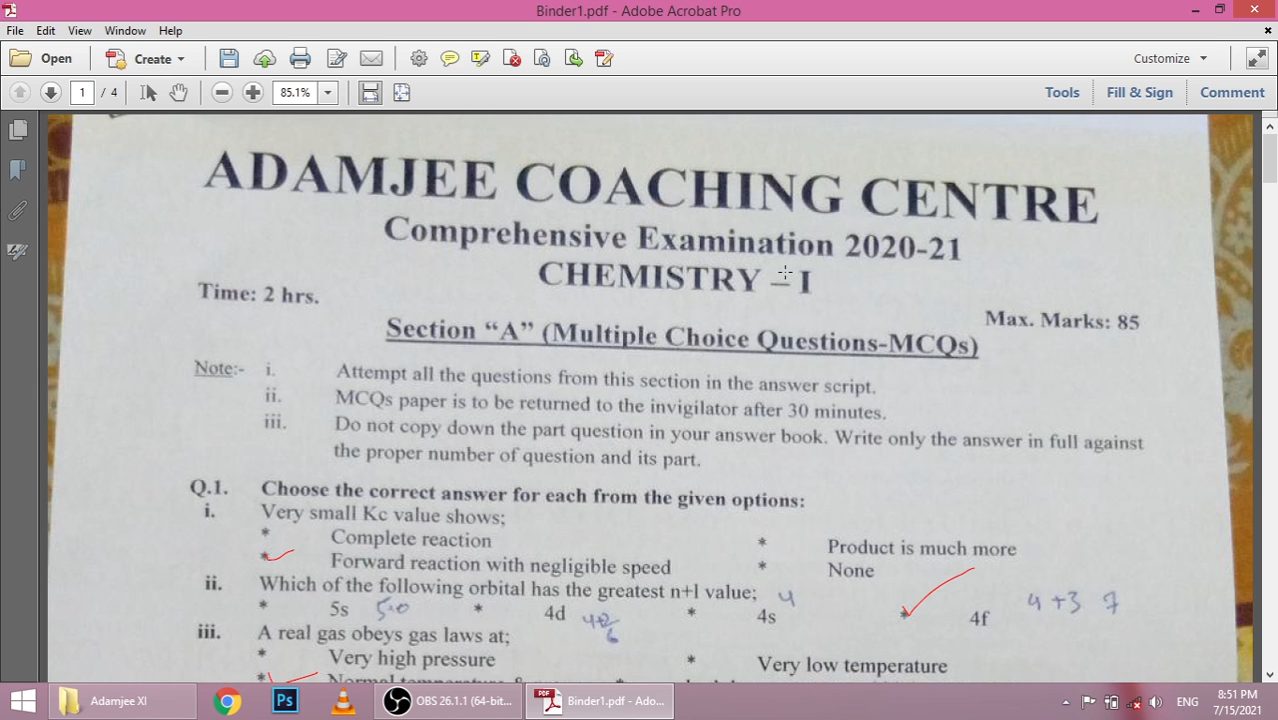 Binder1.pdf - Adobe Acrobat Pro
File Edit View Window Help
Open Create Customize
1 / 4 85.1% Tools Fill & Sign Comment
ADAMJEE COACHING CENTRE
Comprehensive Examination 2020-21
CHEMISTRY – I
Time: 2 hrs.
Max. Marks: 85
Section "A" (Multiple Choice Questions-MCQs)
Note:- i. Attempt all the questions from this section in the answer script.
ii. MCQs paper is to be returned to the invigilator after 30 minutes.
iii. Do not copy down the part question in your answer book. Write only the answer in full against
the proper number of question and its part.
Q.1. Choose the correct answer for each from the given options:
i. Very small Kc value shows;
* Complete reaction * Product is much more
* Forward reaction with negligible speed * None
ii. Which of the following orbital has the greatest n+l value; 4
* 5s * 4d * 4s * 4f 4+3 7
iii. A real gas obeys gas laws at;
* Very high pressure * Very low temperature
Adamjee XI OBS 26.1.1 (64-bit... Binder1.pdf - Ado... ENG 8:51 PM
7/15/2021